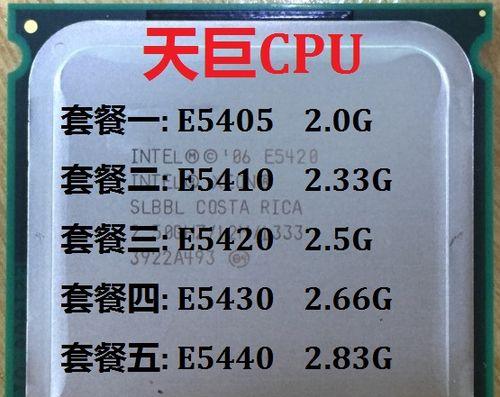 天巨CPU
套餐一: E5405 2.0G
INTEL®©'06 E5420
套餐二: E5410 2.33G
SLBBL COSTA RICA
套餐三: E5420 2.5G
3922A493
套餐四: E5430 2.66G
套餐五: E5440 2.83G